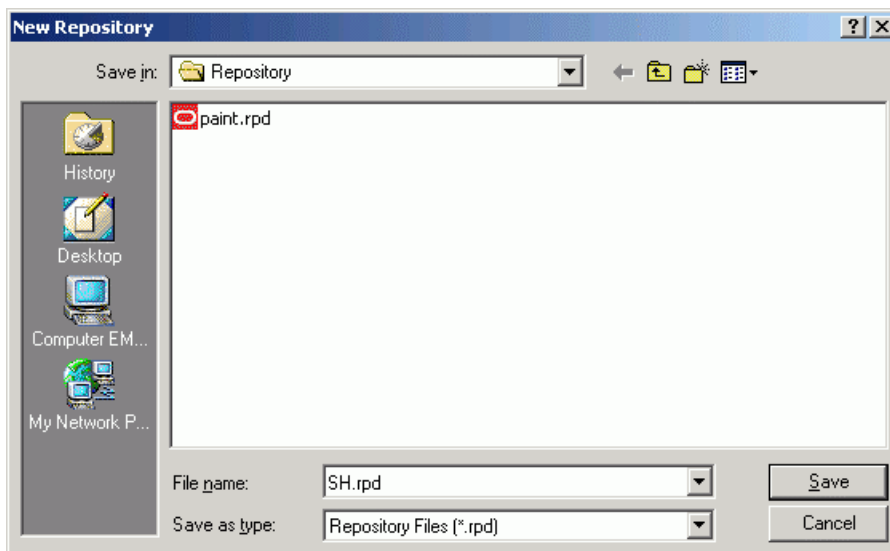 New Repository
Save in: Repository
paint.rpd
History
Desktop
Computer EM...
My Network P...
File name: SH.rpd Save
Save as type: Repository Files (*.rpd) Cancel